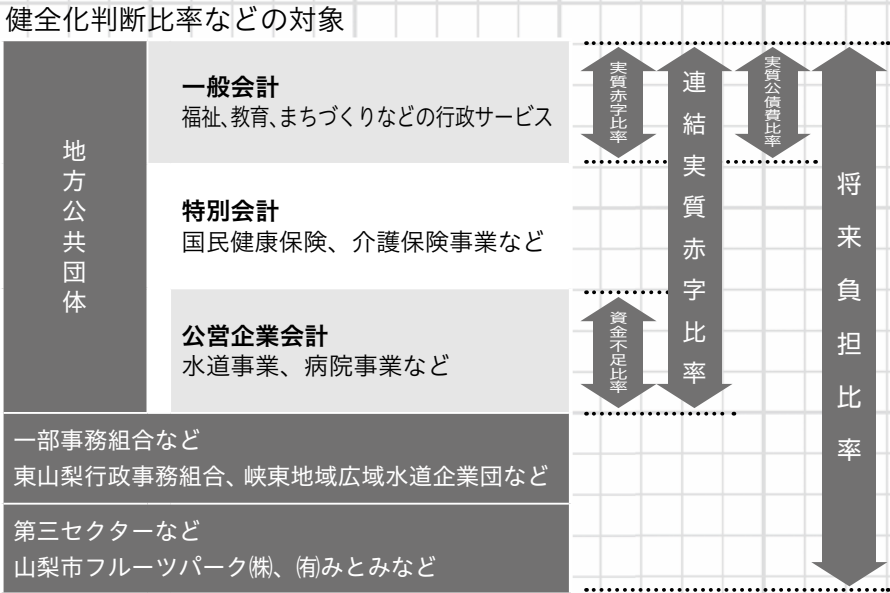 健全化判断比率などの対象
地方公共団体
一般会計
福祉、教育、まちづくりなどの行政サービス
特別会計
国民健康保険、介護保険事業など
公営企業会計
水道事業、病院事業など
一部事務組合など
東山梨行政事務組合、峡東地域広域水道企業団など
第三セクターなど
山梨市フルーツパーク㈱、㈲みとみなど
実質赤字比率
連結実質赤字比率
実質公債費比率
将来負担比率
資金不足比率